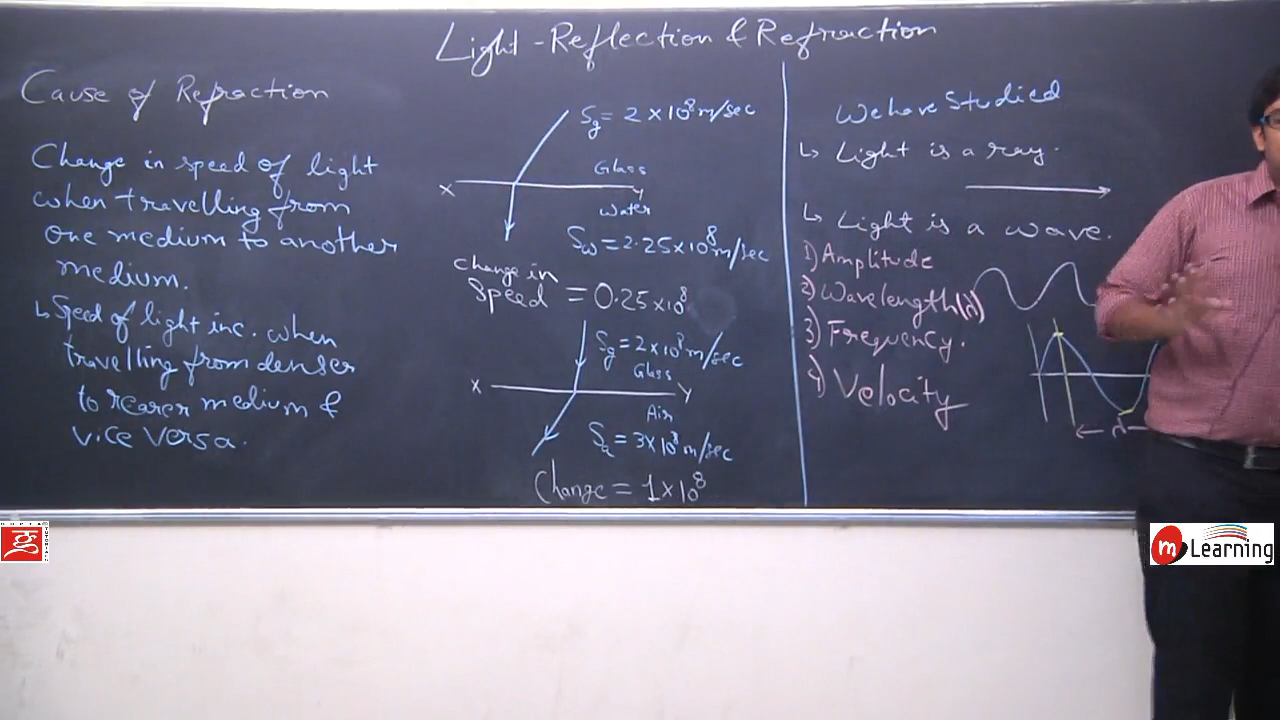 Light - Reflection & Refraction
Cause of Refraction
Change in speed of light
when travelling from
one medium to another
medium.
↳ Speed of light inc. when
travelling from denser
to rearer medium &
vice versa.
Sg = 2 × 10⁸ m/sec
Glass
X
Y
Water
Sw = 2.25 × 10⁸ m/sec
change in
Speed = 0.25 × 10⁸
Sg = 2 × 10⁸ m/sec
Glass
X
Y
Air
Sa = 3 × 10⁸ m/sec
Change = 1 × 10⁸
We have Studied
↳ Light is a ray.
↳ Light is a wave.
1) Amplitude
2) Wavelength (λ)
3) Frequency.
4) Velocity
λ
GUPTA
TUTORIALS
m Learning